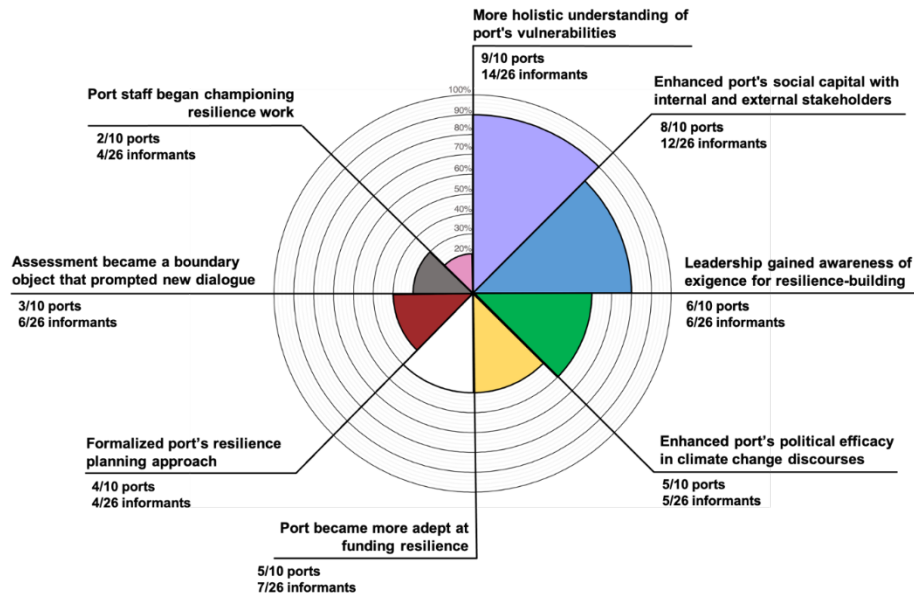 More holistic understanding of
port's vulnerabilities
9/10 ports
14/26 informants
Enhanced port's social capital with
internal and external stakeholders
8/10 ports
12/26 informants
Leadership gained awareness of
exigence for resilience-building
6/10 ports
6/26 informants
Enhanced port's political efficacy
in climate change discourses
5/10 ports
5/26 informants
Port became more adept at
funding resilience
5/10 ports
7/26 informants
Formalized port's resilience
planning approach
4/10 ports
4/26 informants
Assessment became a boundary
object that prompted new dialogue
3/10 ports
6/26 informants
Port staff began championing
resilience work
2/10 ports
4/26 informants
100%
90%
80%
70%
60%
50%
40%
30%
20%